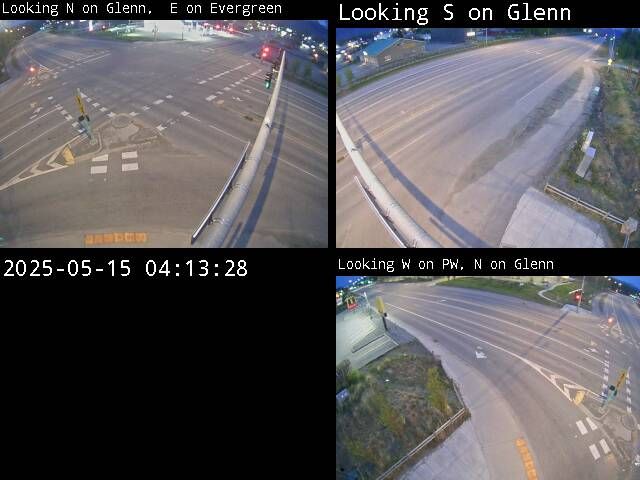 Looking N on Glenn, E on Evergreen
Looking S on Glenn
2025-05-15 04:13:28
Looking W on PW, N on Glenn